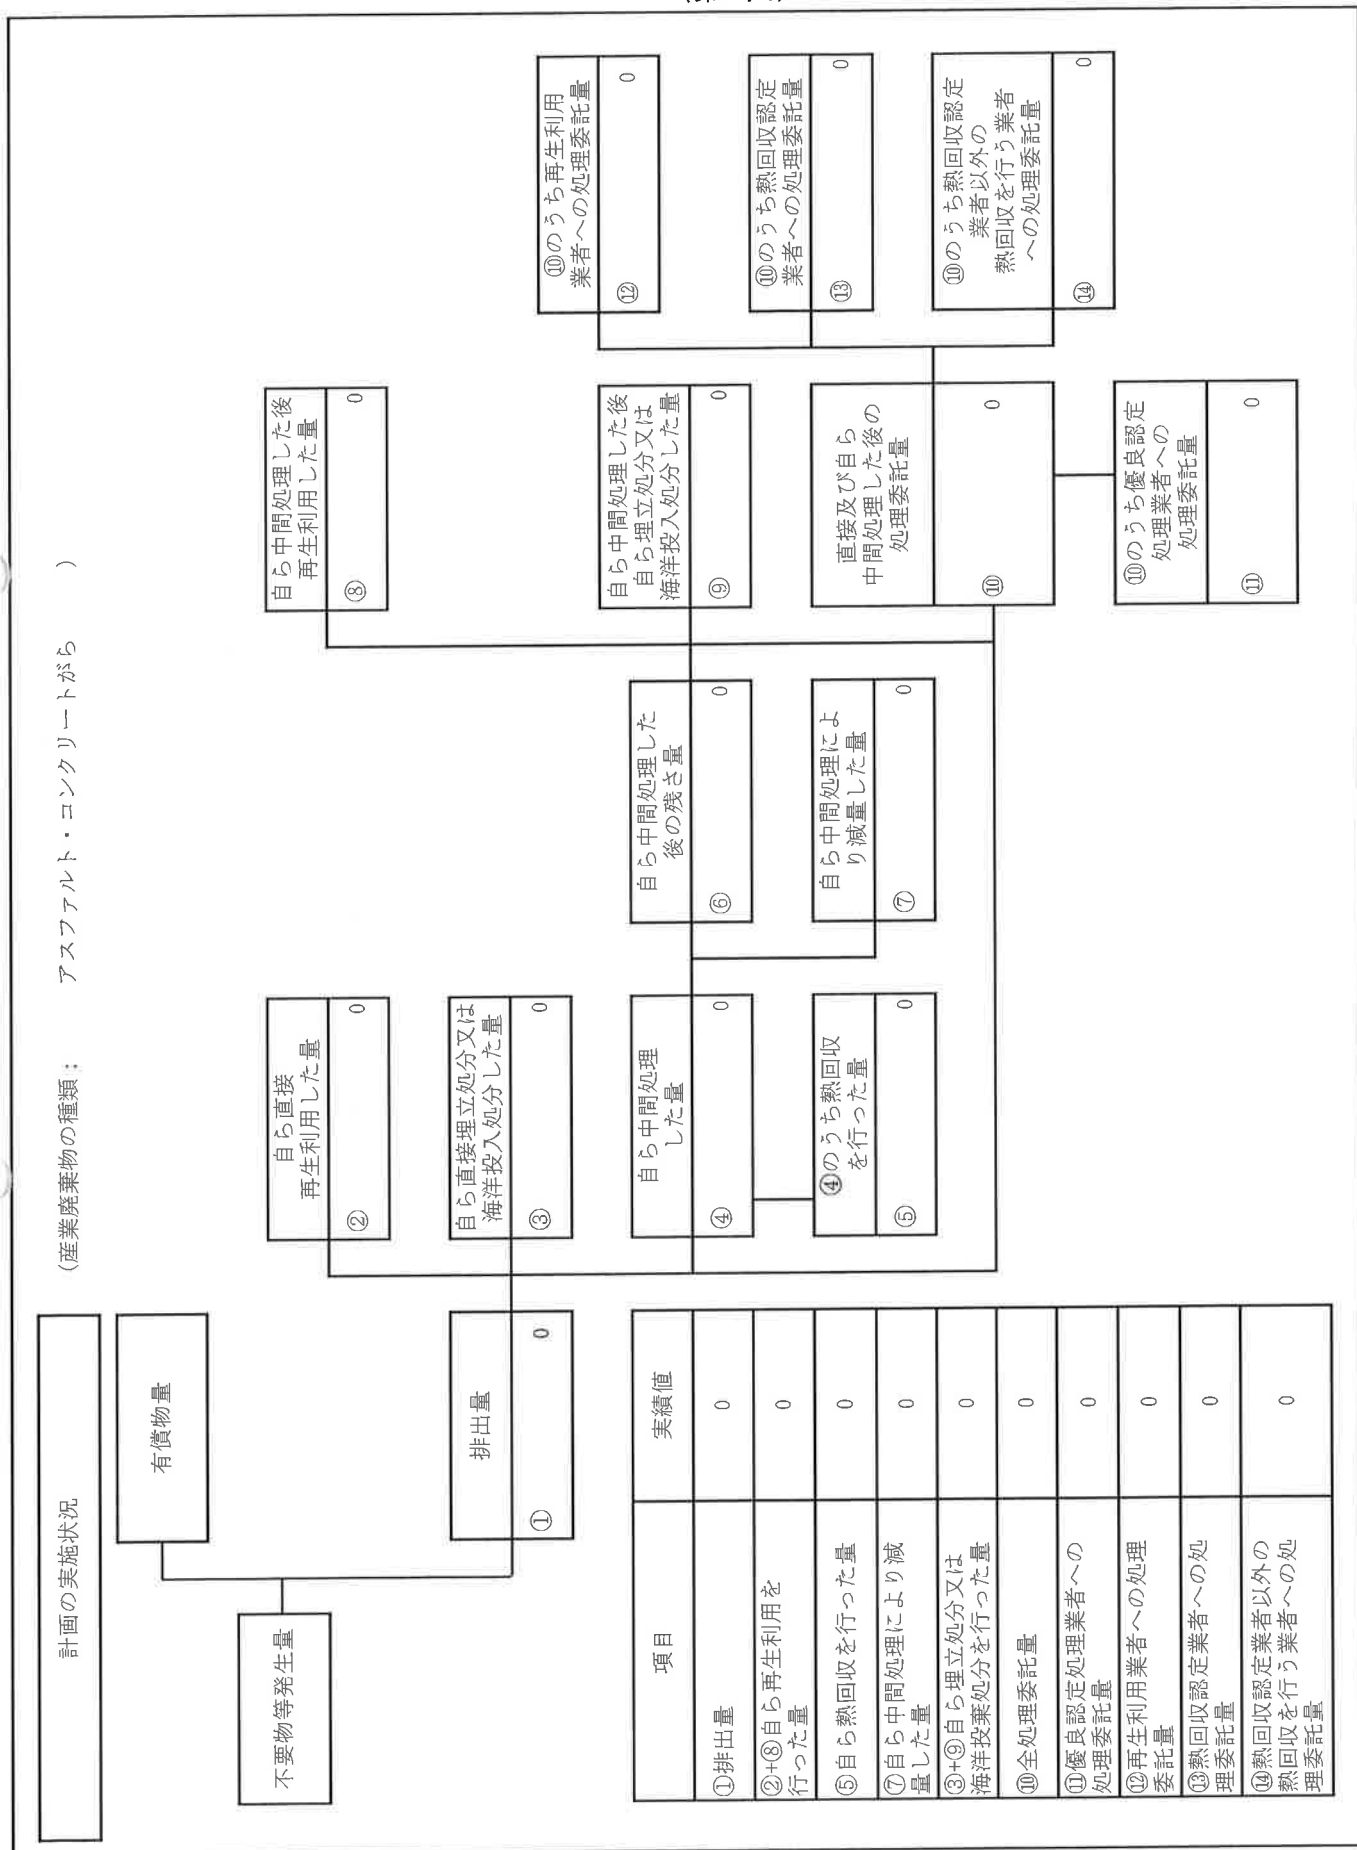 計画の実施状況
(産業廃棄物の種類: アスファルト・コンクリートがら )
不要物等発生量
有償物量
排出量
① 0
自ら直接
再生利用した量
② 0
自ら直接埋立処分又は
海洋投入処分した量
③ 0
自ら中間処理
した量
④ 0
④のうち熱回収
を行った量
⑤ 0
自ら中間処理した
後の残さ量
⑥ 0
自ら中間処理によ
り減量した量
⑦ 0
自ら中間処理した後
再生利用した量
⑧ 0
自ら中間処理した後
自ら埋立処分又は
海洋投入処分した量
⑨ 0
直接及び自ら
中間処理した後の
処理委託量
⑩ 0
⑩のうち優良認定
処理業者への
処理委託量
⑪ 0
⑩のうち再生利用
業者への処理委託量
⑫ 0
⑩のうち熱回収認定
業者への処理委託量
⑬ 0
⑩のうち熱回収認定
業者以外の
熱回収を行う業者
への処理委託量
⑭ 0
項目 実績値
①排出量 0
②+⑧自ら再生利用を
行った量 0
⑤自ら熱回収を行った量 0
⑦自ら中間処理により減
量した量 0
③+⑨自ら埋立処分又は
海洋投棄処分を行った量 0
⑩全処理委託量 0
⑪優良認定処理業者への
処理委託量 0
⑫再生利用業者への処理
委託量 0
⑬熱回収認定業者への処
理委託量 0
⑭熱回収認定業者以外の
熱回収を行う業者への処
理委託量 0